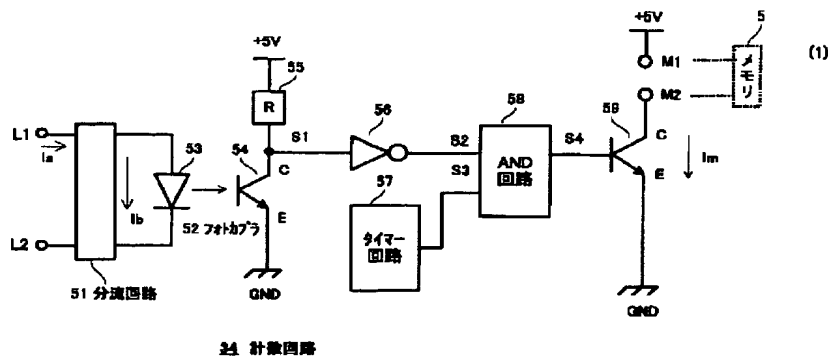 5
+5V
(1)
M1
メモリ
+5V
55
M2
R
58
59
56
L1
Ia
53
54
S1
S2
S4
C
S3
AND
回路
Im
C
57
E
Ib
52 フォトカプラ
E
タイマー
回路
L2
GND
GND
51 分流回路
34 計数回路